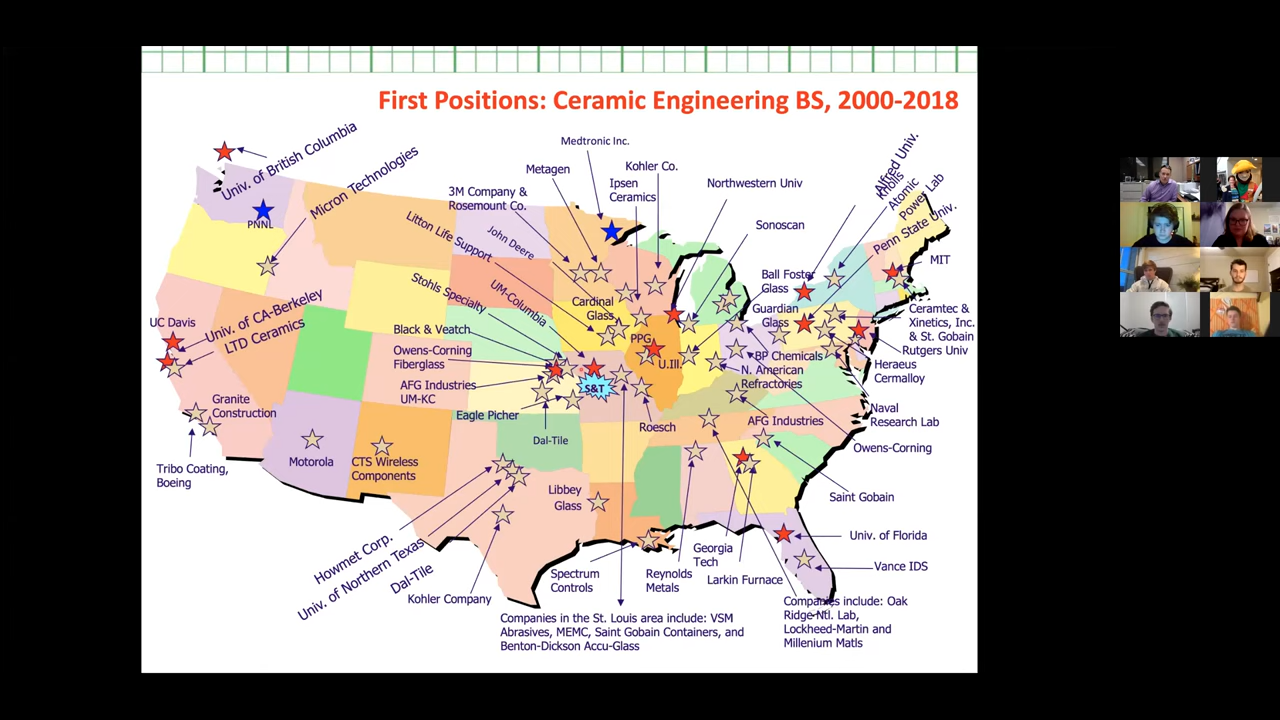 First Positions: Ceramic Engineering BS, 2000-2018
Univ. of British Columbia
PNNL
Micron Technologies
Medtronic Inc.
Metagen
3M Company &
Rosemount Co.
Litton Life Support
John Deere
Stohls Specialty
UM-Columbia
Ipsen
Ceramics
Kohler Co.
Northwestern Univ
Sonoscan
Alfred Univ.
Knolls
Atomic
Power Lab
Penn State Univ.
MIT
Ball Foster
Glass
Guardian
Glass
Cardinal
Glass
PPG
U.Ill.
BP Chemicals
N. American
Refractories
Ceramtec &
Xinetics, Inc.
& St. Gobain
Rutgers Univ
Heraeus
Cermalloy
Naval
Research Lab
Owens-Corning
AFG Industries
Saint Gobain
UC Davis
Univ. of CA-Berkeley
LTD Ceramics
Black & Veatch
Owens-Corning
Fiberglass
AFG Industries
UM-KC
Eagle Picher
S&T
Dal-Tile
Roesch
Granite
Construction
Tribo Coating,
Boeing
Motorola
CTS Wireless
Components
Howmet Corp.
Univ. of Northern Texas
Dal-Tile
Kohler Company
Libbey
Glass
Spectrum
Controls
Reynolds
Metals
Georgia
Tech
Larkin Furnace
Univ. of Florida
Vance IDS
Companies include: Oak
Ridge Ntl. Lab,
Lockheed-Martin and
Millenium Matls
Companies in the St. Louis area include: VSM
Abrasives, MEMC, Saint Gobain Containers, and
Benton-Dickson Accu-Glass